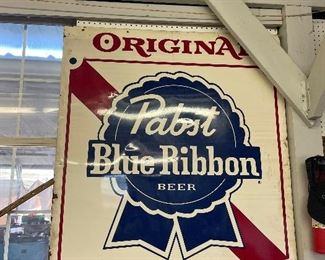 ORIGINAL
Pabst
Blue Ribbon
BEER